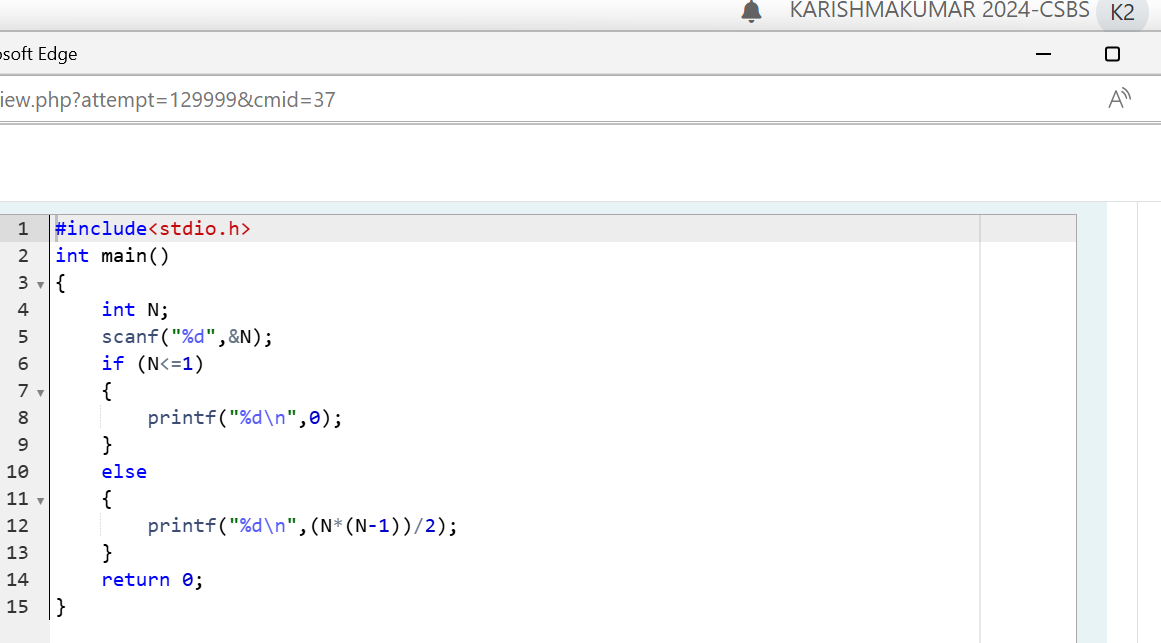 KARISHMAKUMAR 2024-CSBS K2
osoft Edge
iew.php?attempt=129999&cmid=37
1 #include<stdio.h>
2 int main()
3 {
4     int N;
5     scanf("%d",&N);
6     if (N<=1)
7     {
8         printf("%d\n",0);
9     }
10     else
11     {
12         printf("%d\n",(N*(N-1))/2);
13     }
14     return 0;
15 }